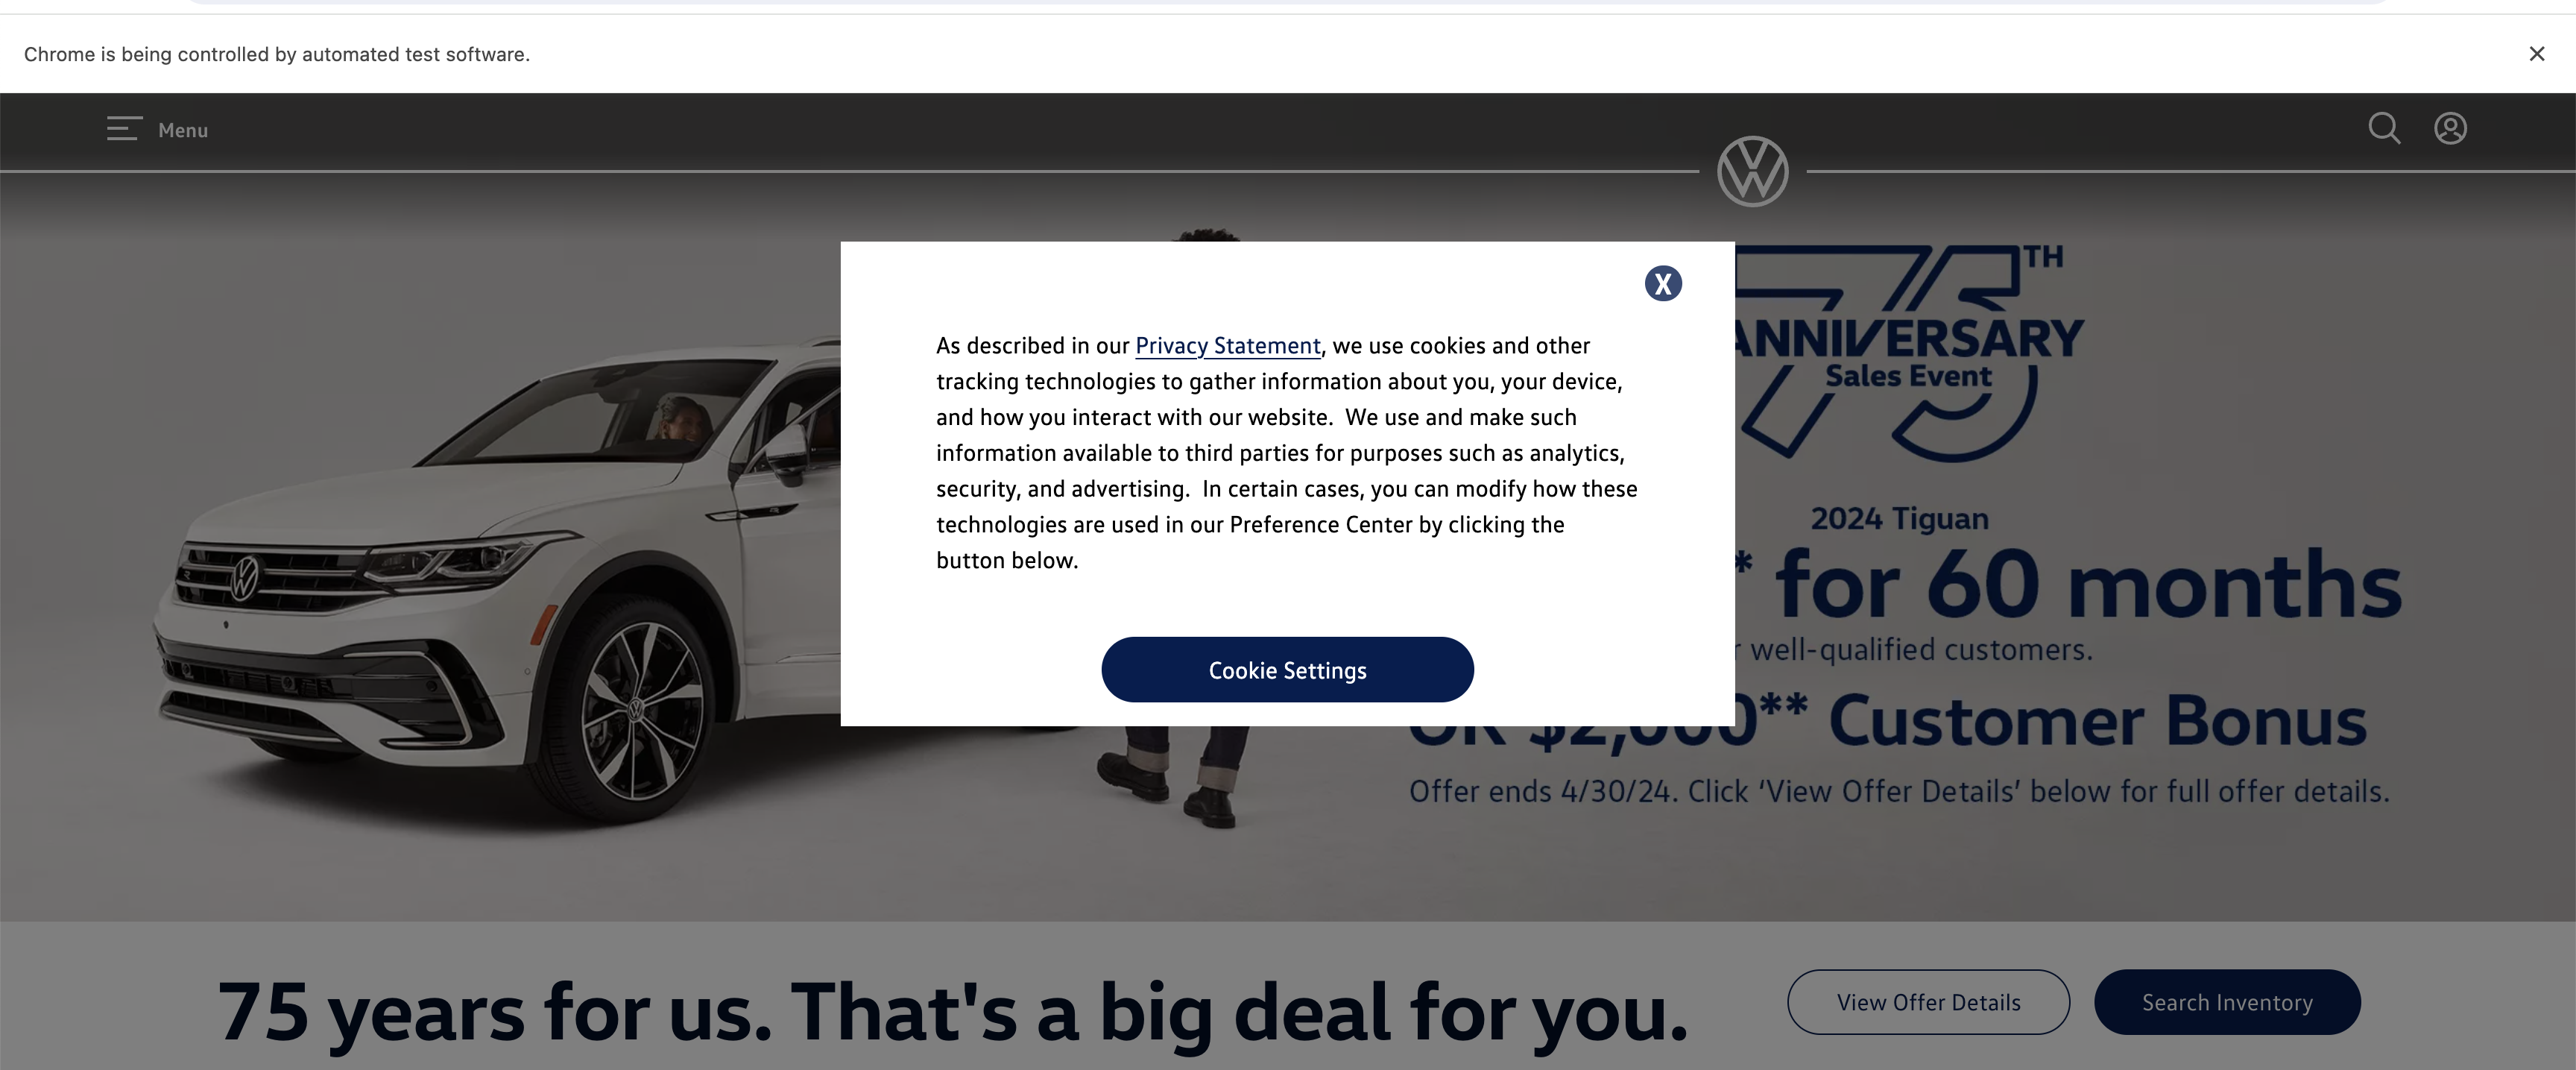 Chrome is being controlled by automated test software.
Menu
X
As described in our Privacy Statement, we use cookies and other
tracking technologies to gather information about you, your device,
and how you interact with our website.  We use and make such
information available to third parties for purposes such as analytics,
security, and advertising.  In certain cases, you can modify how these
technologies are used in our Preference Center by clicking the
button below.
Cookie Settings
75TH
ANNIVERSARY
Sales Event
2024 Tiguan
* for 60 months
well-qualified customers.
OR $2,000** Customer Bonus
Offer ends 4/30/24. Click ‘View Offer Details’ below for full offer details.
75 years for us. That's a big deal for you.
View Offer Details
Search Inventory